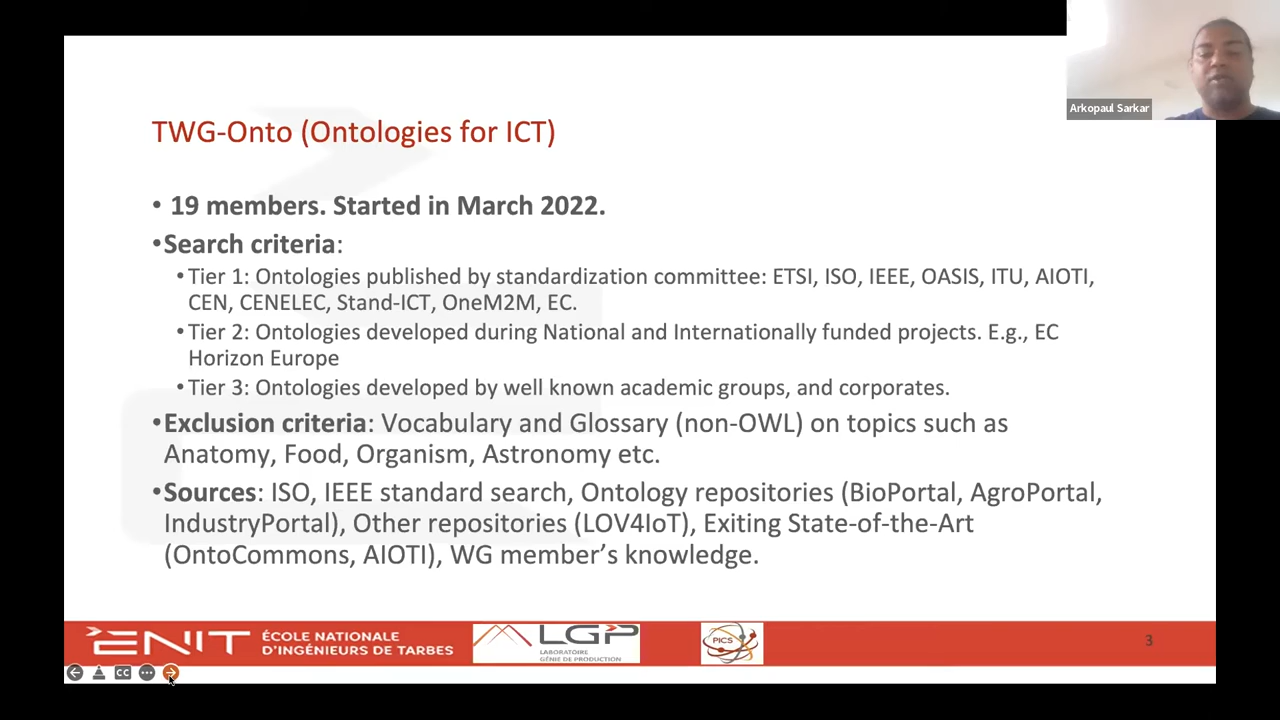 Arkopaul Sarkar
TWG-Onto (Ontologies for ICT)
• 19 members. Started in March 2022.
•Search criteria:
•Tier 1: Ontologies published by standardization committee: ETSI, ISO, IEEE, OASIS, ITU, AIOTI,
CEN, CENELEC, Stand-ICT, OneM2M, EC.
•Tier 2: Ontologies developed during National and Internationally funded projects. E.g., EC
Horizon Europe
•Tier 3: Ontologies developed by well known academic groups, and corporates.
•Exclusion criteria: Vocabulary and Glossary (non-OWL) on topics such as
Anatomy, Food, Organism, Astronomy etc.
•Sources: ISO, IEEE standard search, Ontology repositories (BioPortal, AgroPortal,
IndustryPortal), Other repositories (LOV4IoT), Exiting State-of-the-Art
(OntoCommons, AIOTI), WG member's knowledge.
ENIT
ÉCOLE NATIONALE
D'INGÉNIEURS DE TARBES
LGP
LABORATOIRE
GÉNIE DE PRODUCTION
PICS
3
CC